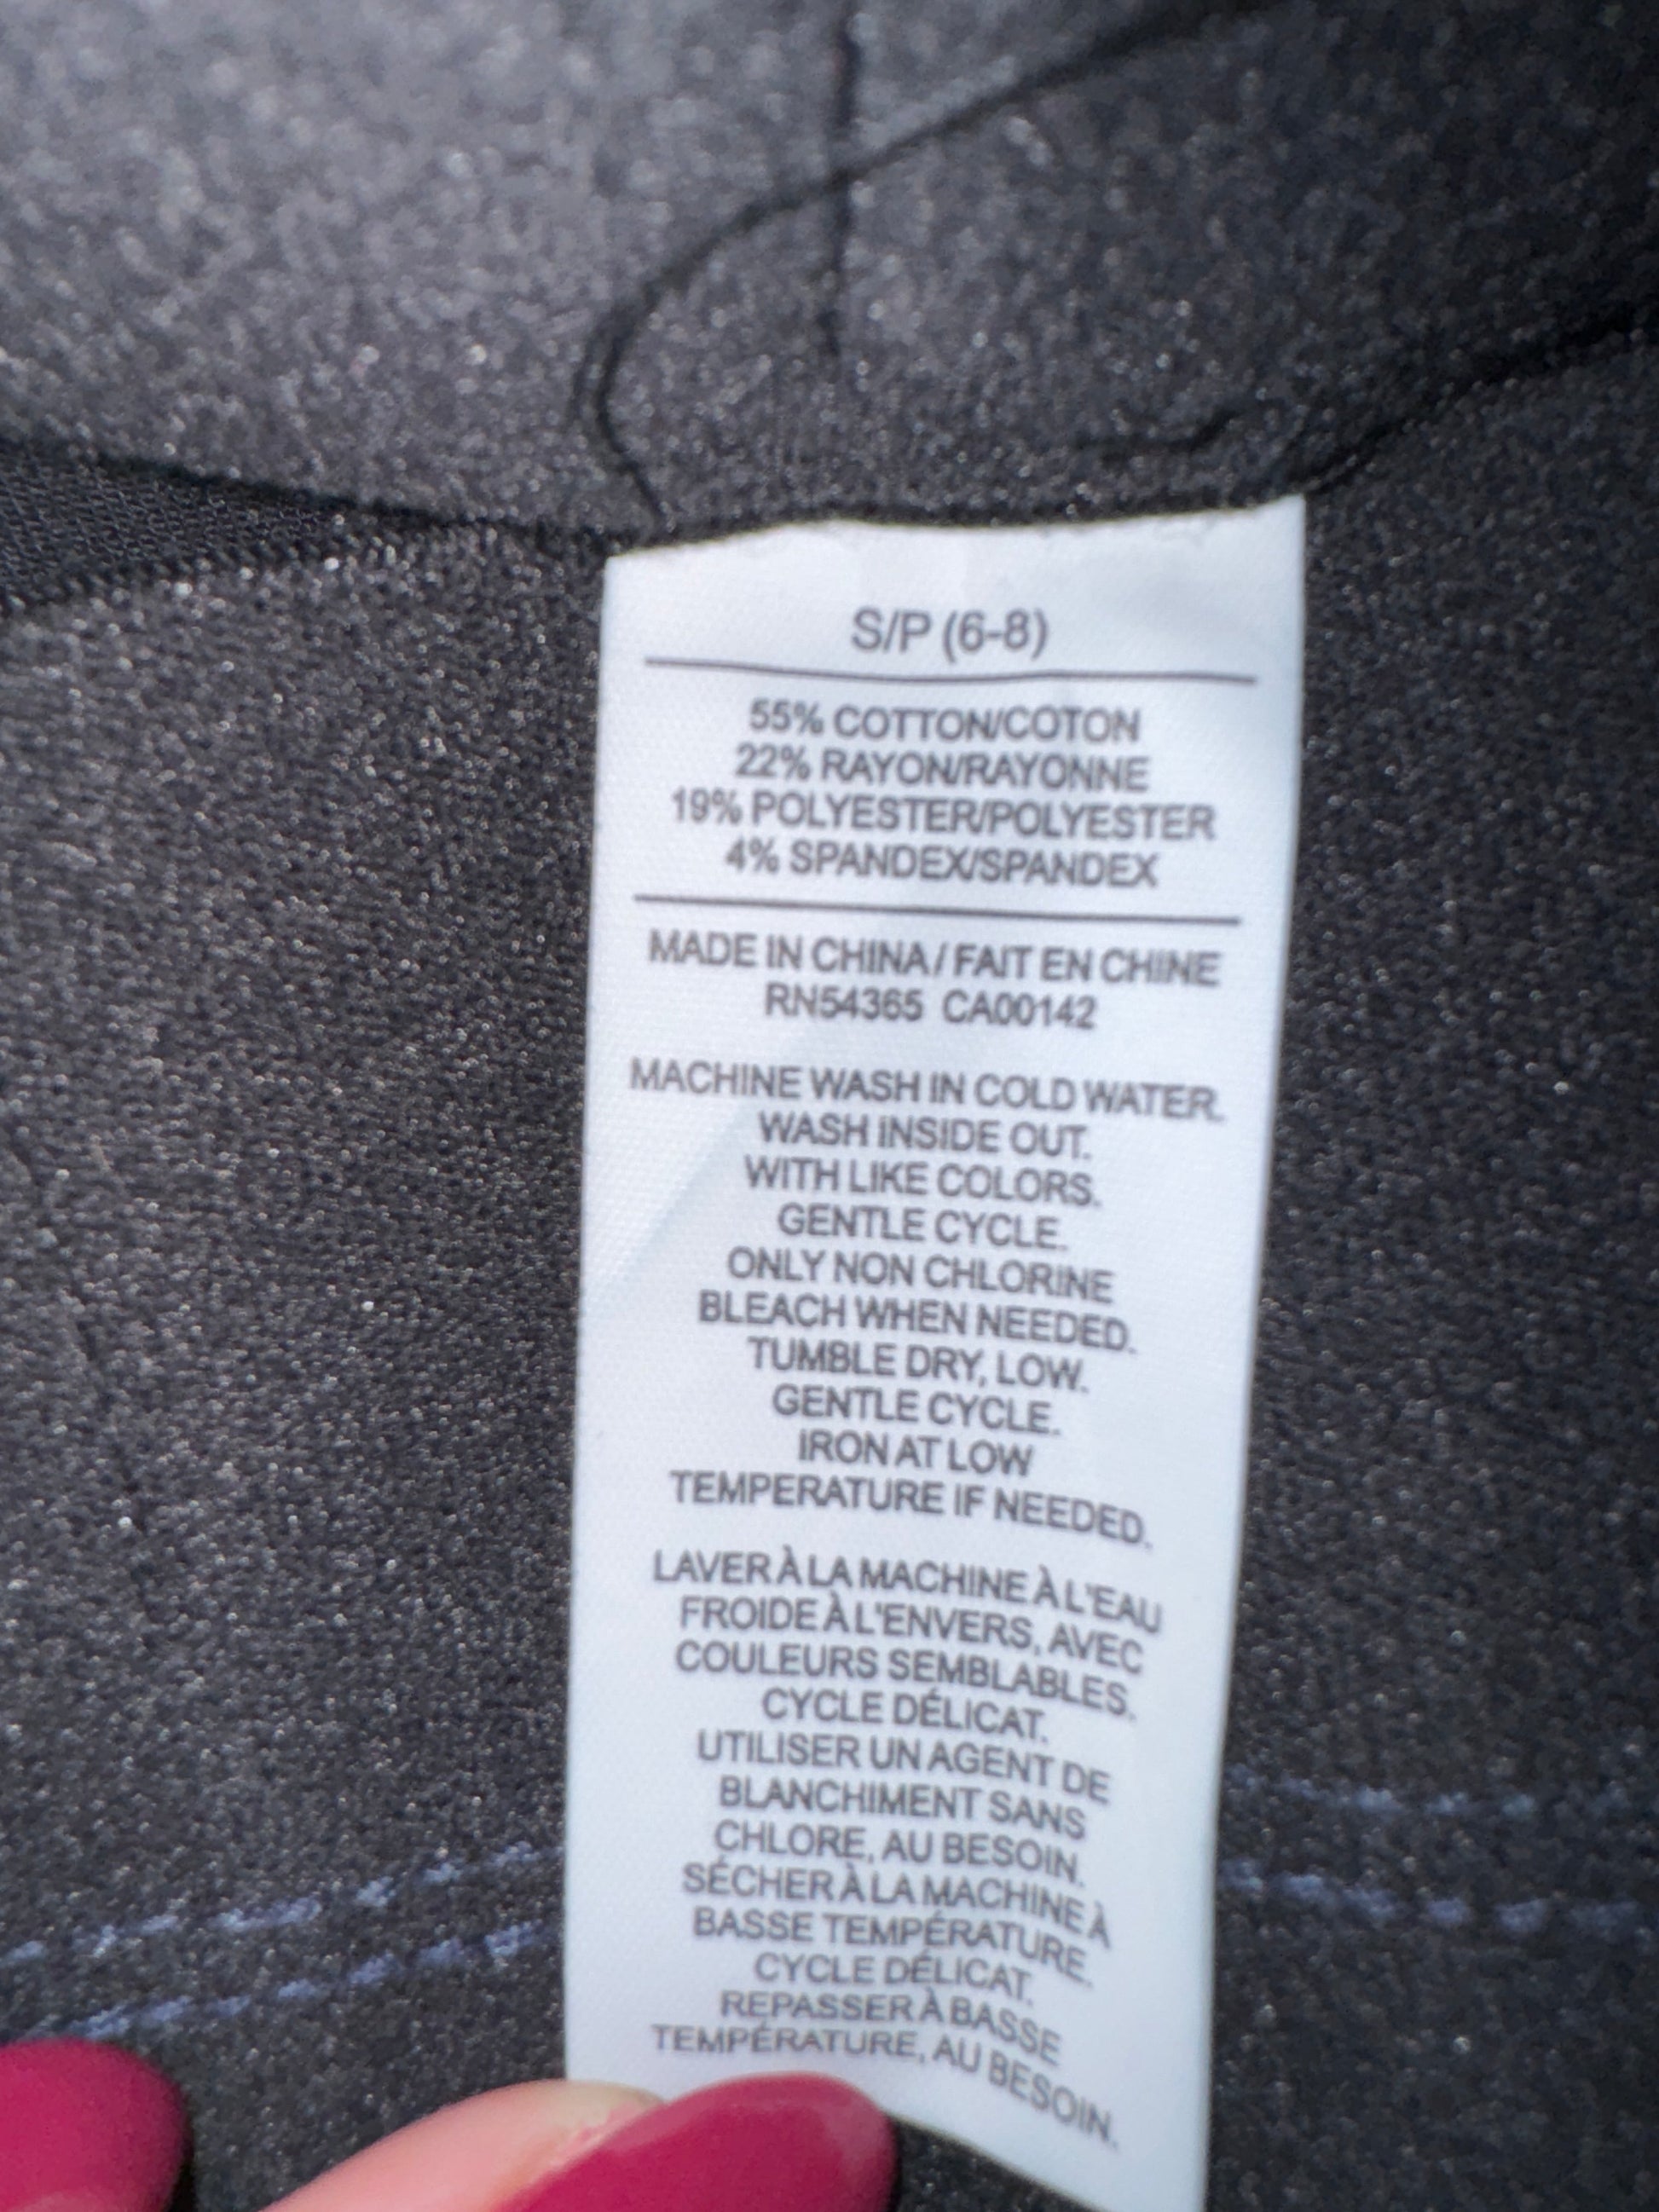 S/P (6-8)
55% COTTON/COTON
22% RAYON/RAYONNE
19% POLYESTER/POLYESTER
4% SPANDEX/SPANDEX
MADE IN CHINA / FAIT EN CHINE
RN54365 CA00142
MACHINE WASH IN COLD WATER.
WASH INSIDE OUT.
WITH LIKE COLORS.
GENTLE CYCLE.
ONLY NON CHLORINE
BLEACH WHEN NEEDED.
TUMBLE DRY, LOW.
GENTLE CYCLE.
IRON AT LOW
TEMPERATURE IF NEEDED.
LAVER À LA MACHINE À L'EAU
FROIDE À L'ENVERS, AVEC
COULEURS SEMBLABLES.
CYCLE DÉLICAT.
UTILISER UN AGENT DE
BLANCHIMENT SANS
CHLORE, AU BESOIN.
SÉCHER À LA MACHINE À
BASSE TEMPÉRATURE.
CYCLE DÉLICAT.
REPASSER À BASSE
TEMPÉRATURE, AU BESOIN.